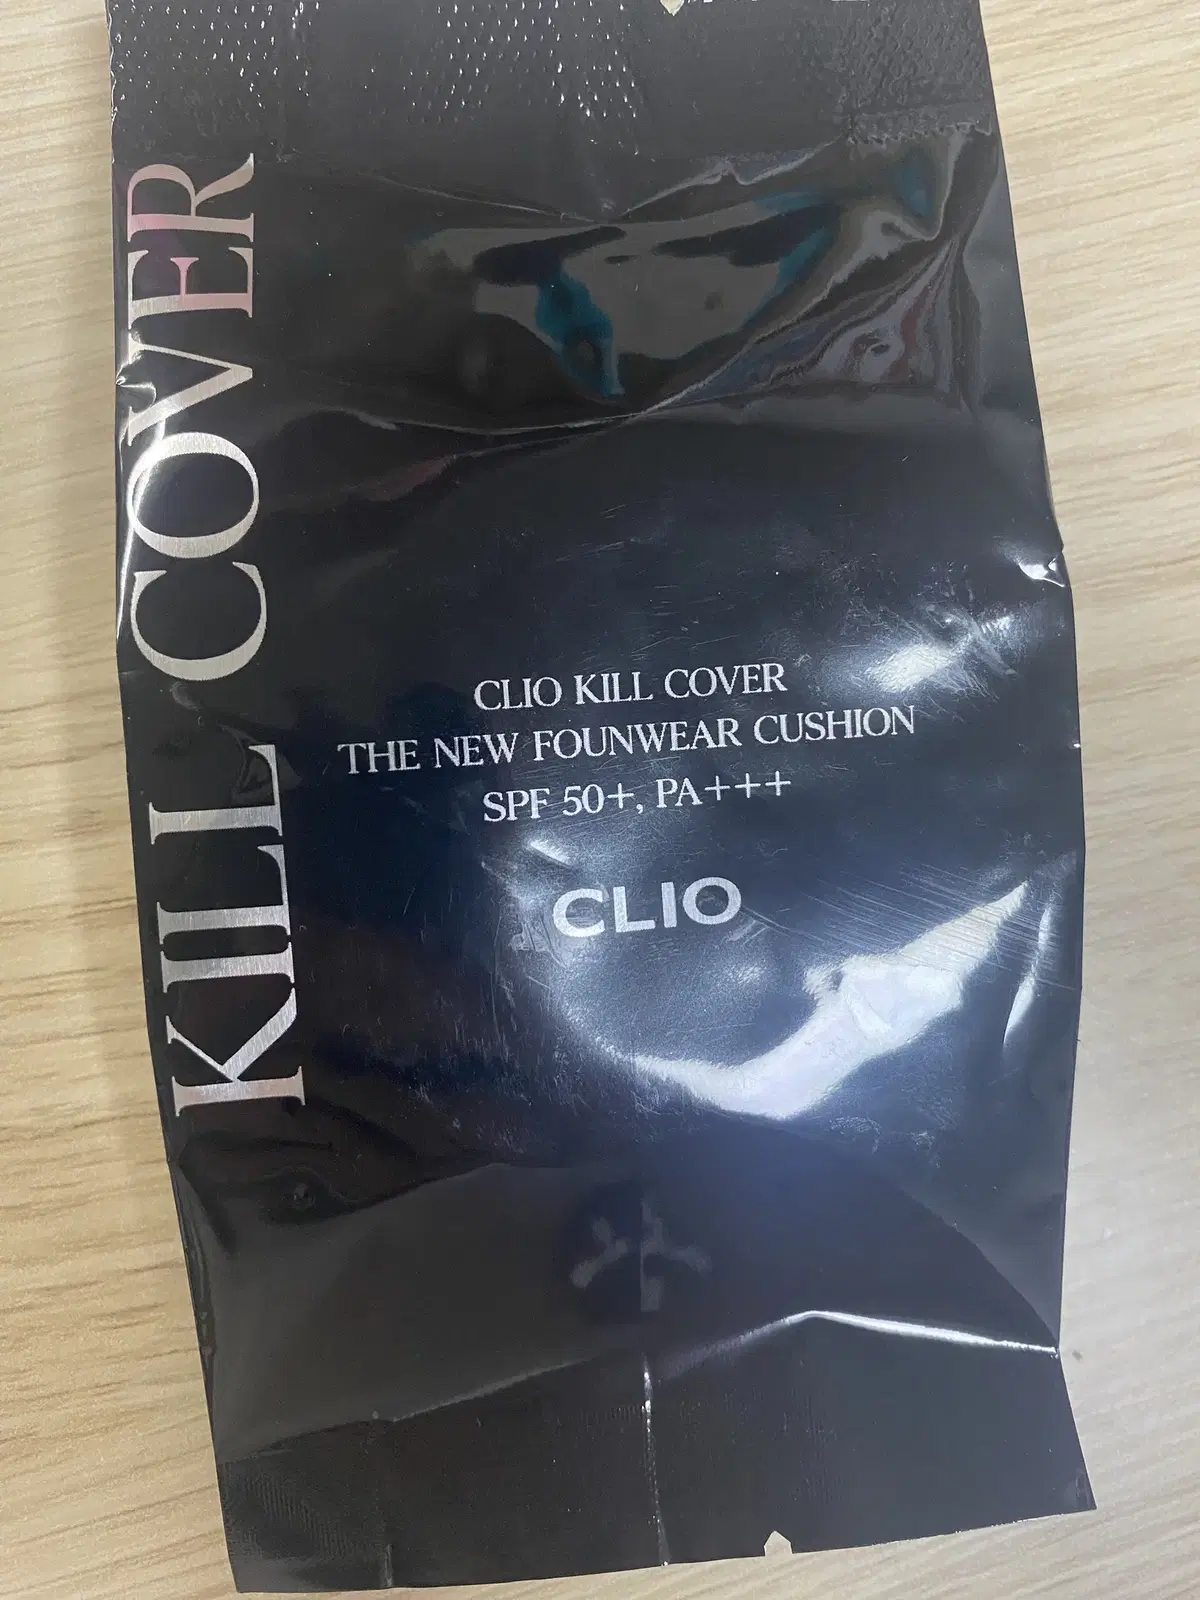 KILL COVER
CLIO KILL COVER
THE NEW FOUNWEAR CUSHION
SPF 50+, PA+++
CLIO